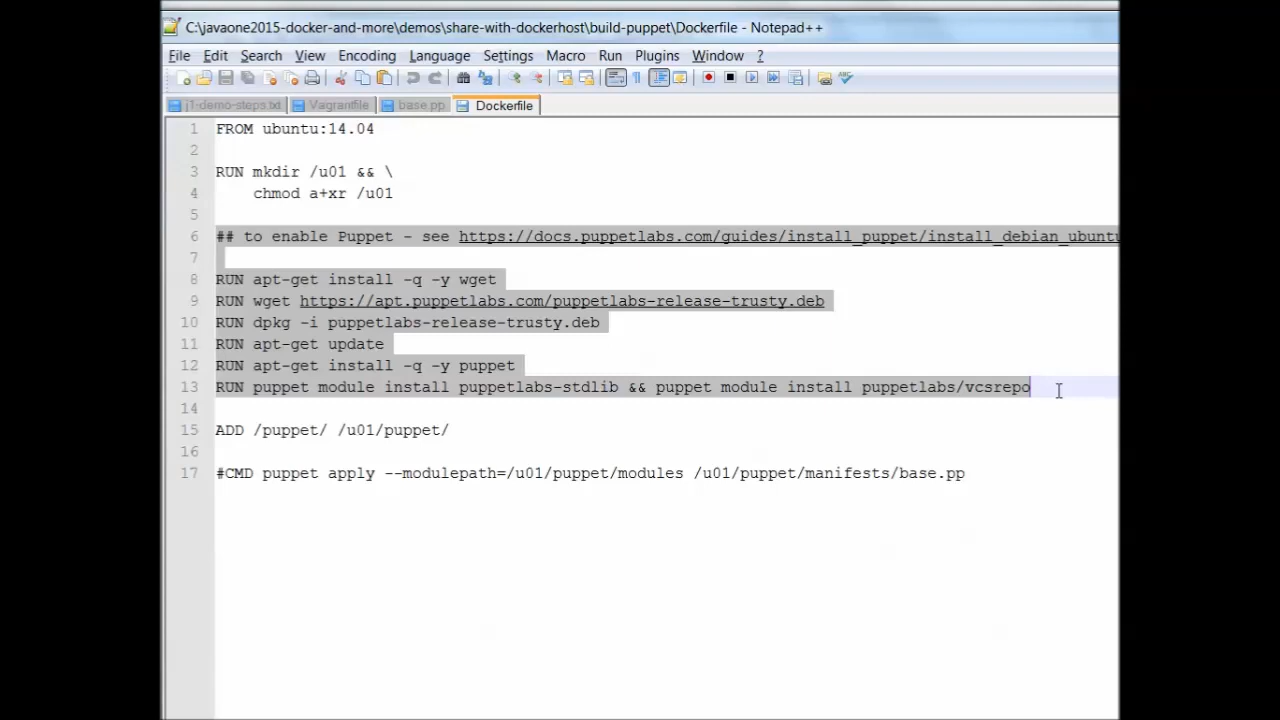 C:\javaone2015-docker-and-more\demos\share-with-dockerhost\build-puppet\Dockerfile - Notepad++
File Edit Search View Encoding Language Settings Macro Run Plugins Window ?
j1-demo-steps.txt Vagrantfile base.pp Dockerfile
1 FROM ubuntu:14.04
2
3 RUN mkdir /u01 && \
4 chmod a+xr /u01
5
6 ## to enable Puppet - see https://docs.puppetlabs.com/guides/install_puppet/install_debian_ubuntu
7
8 RUN apt-get install -q -y wget
9 RUN wget https://apt.puppetlabs.com/puppetlabs-release-trusty.deb
10 RUN dpkg -i puppetlabs-release-trusty.deb
11 RUN apt-get update
12 RUN apt-get install -q -y puppet
13 RUN puppet module install puppetlabs-stdlib && puppet module install puppetlabs/vcsrepo
14
15 ADD /puppet/ /u01/puppet/
16
17 #CMD puppet apply --modulepath=/u01/puppet/modules /u01/puppet/manifests/base.pp